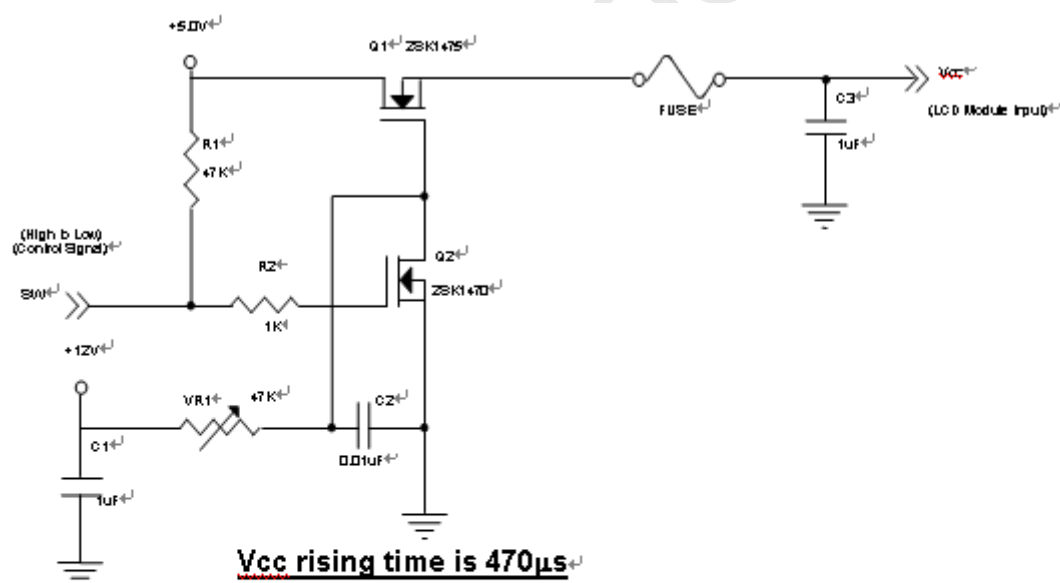 +5.0V↵
Q1↵ 2SK1475↵
Vcc↵
(LCD Module Input)↵
FUSE↵
C3↵
1uF↵
R1↵
47K↵
(High to Low)
(Control Signal)↵
SW↵
R2←
1K↵
Q2↵
2SK1470↵
+12V↵
VR1←
47K↵
C2↵
0.01uF↵
C1↵
1uF↵
Vcc rising time is 470μs↵